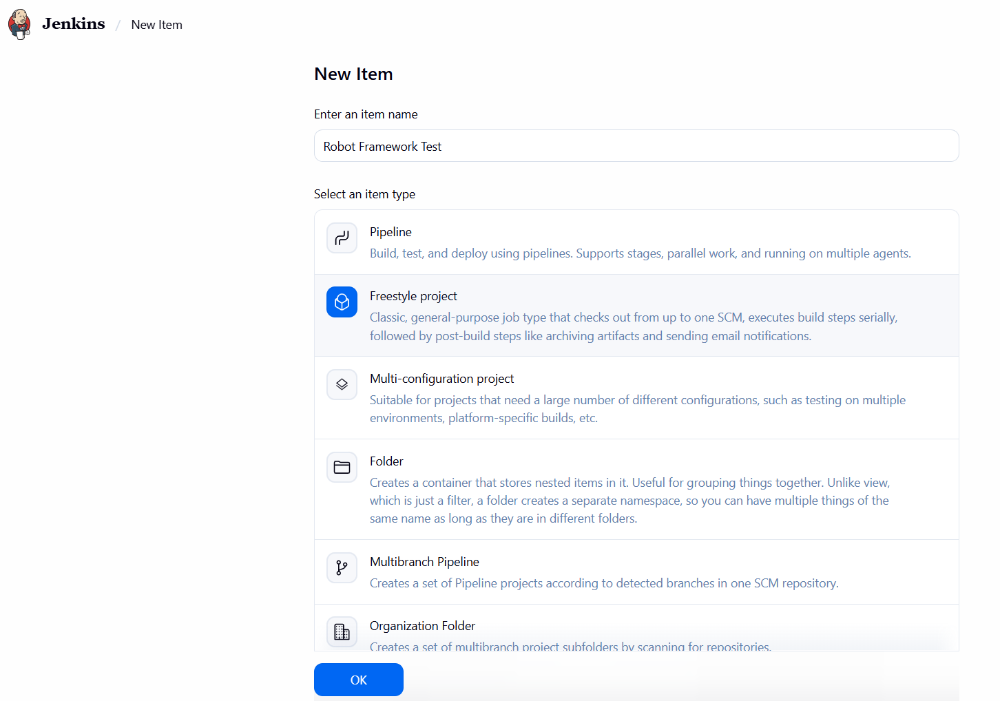 Jenkins / New Item
New Item
Enter an item name
Robot Framework Test
Select an item type
Pipeline
Build, test, and deploy using pipelines. Supports stages, parallel work, and running on multiple agents.
Freestyle project
Classic, general-purpose job type that checks out from up to one SCM, executes build steps serially,
followed by post-build steps like archiving artifacts and sending email notifications.
Multi-configuration project
Suitable for projects that need a large number of different configurations, such as testing on multiple
environments, platform-specific builds, etc.
Folder
Creates a container that stores nested items in it. Useful for grouping things together. Unlike view,
which is just a filter, a folder creates a separate namespace, so you can have multiple things of the
same name as long as they are in different folders.
Multibranch Pipeline
Creates a set of Pipeline projects according to detected branches in one SCM repository.
Organization Folder
Creates a set of multibranch project subfolders by scanning for repositories.
OK